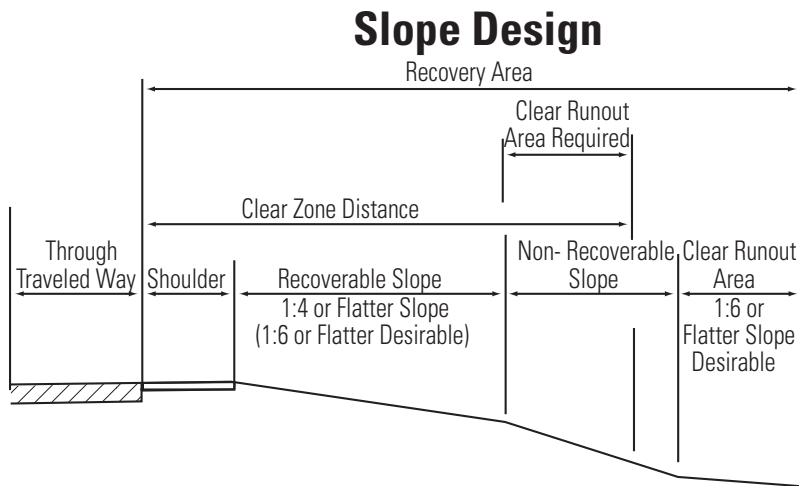 Slope Design
Recovery Area
Clear Runout
Area Required
Clear Zone Distance
Through
Traveled Way
Shoulder
Recoverable Slope
1:4 or Flatter Slope
(1:6 or Flatter Desirable)
Non- Recoverable
Slope
Clear Runout
Area
1:6 or
Flatter Slope
Desirable